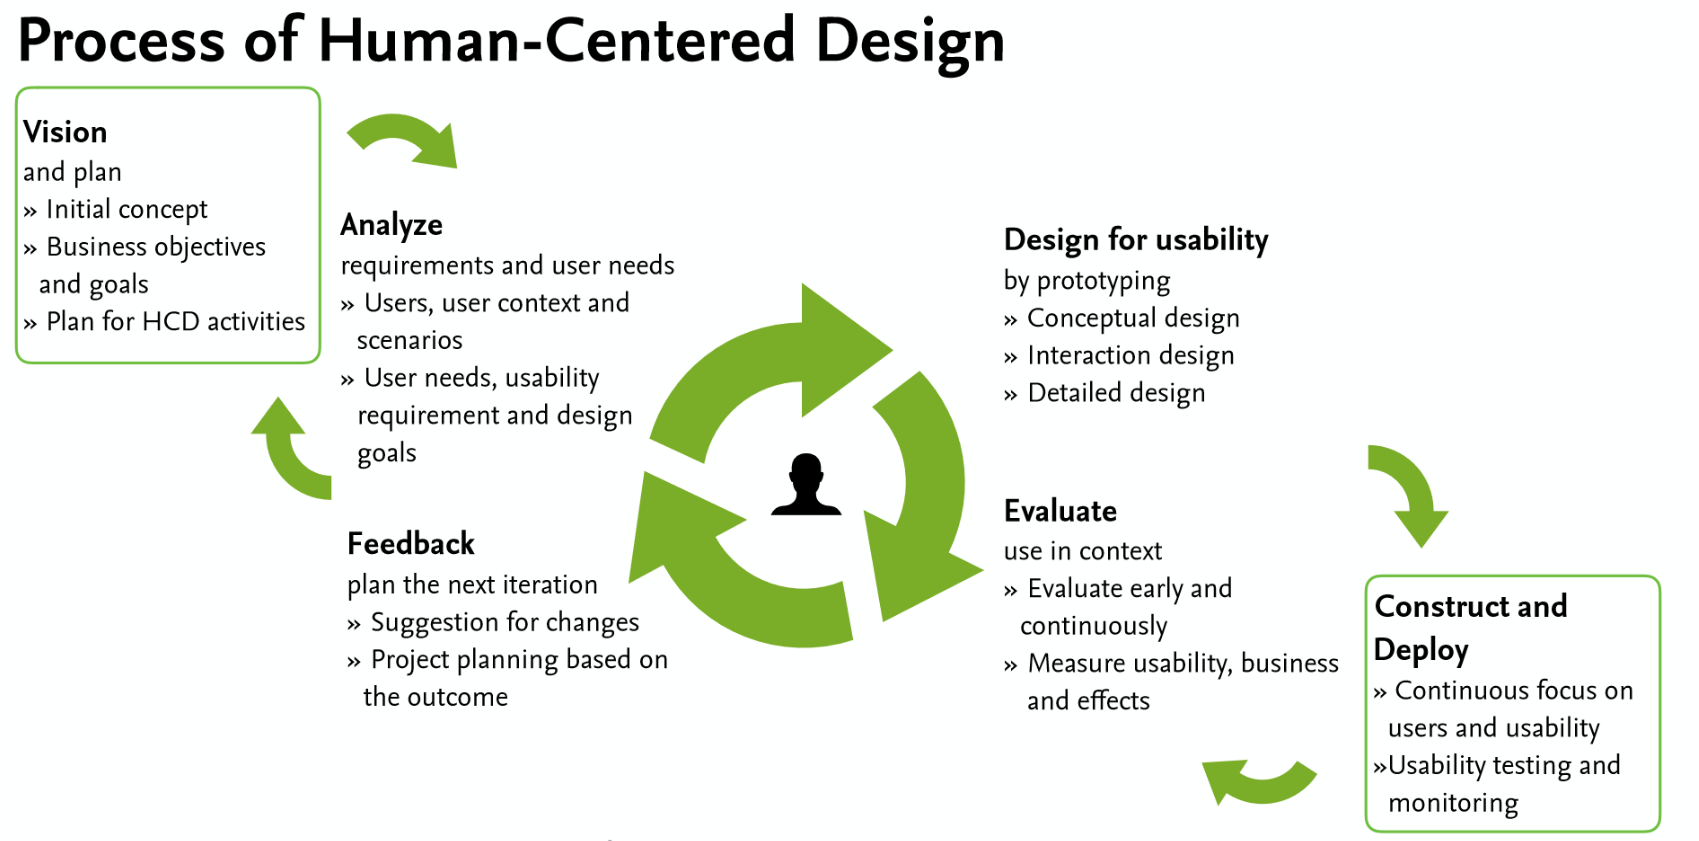 Process of Human-Centered Design
Vision
and plan
» Initial concept
» Business objectives
and goals
» Plan for HCD activities
Analyze
requirements and user needs
» Users, user context and
scenarios
» User needs, usability
requirement and design
goals
Design for usability
by prototyping
» Conceptual design
» Interaction design
» Detailed design
Evaluate
use in context
» Evaluate early and
continuously
» Measure usability, business
and effects
Feedback
plan the next iteration
» Suggestion for changes
» Project planning based on
the outcome
Construct and
Deploy
» Continuous focus on
users and usability
»Usability testing and
monitoring